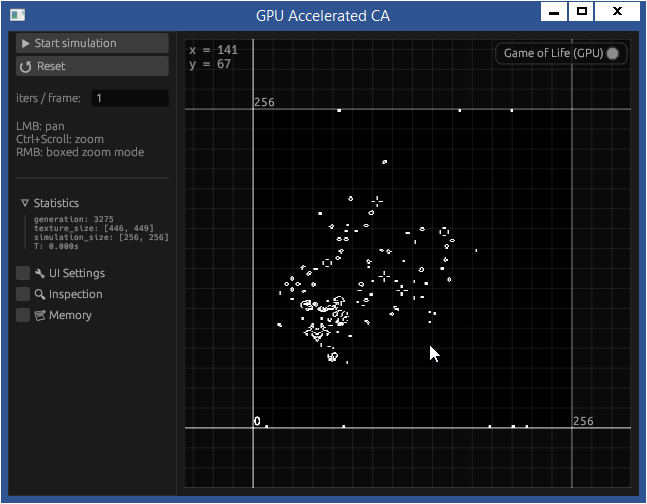 GPU Accelerated CA
Start simulation
Reset
iters / frame: 1
LMB: pan
Ctrl+Scroll: zoom
RMB: boxed zoom mode
Statistics
generation: 3275
texture_size: [446, 449]
simulation_size: [256, 256]
T: 0.000s
UI Settings
Inspection
Memory
x = 141
y = 67
Game of Life (GPU)
256
0
256